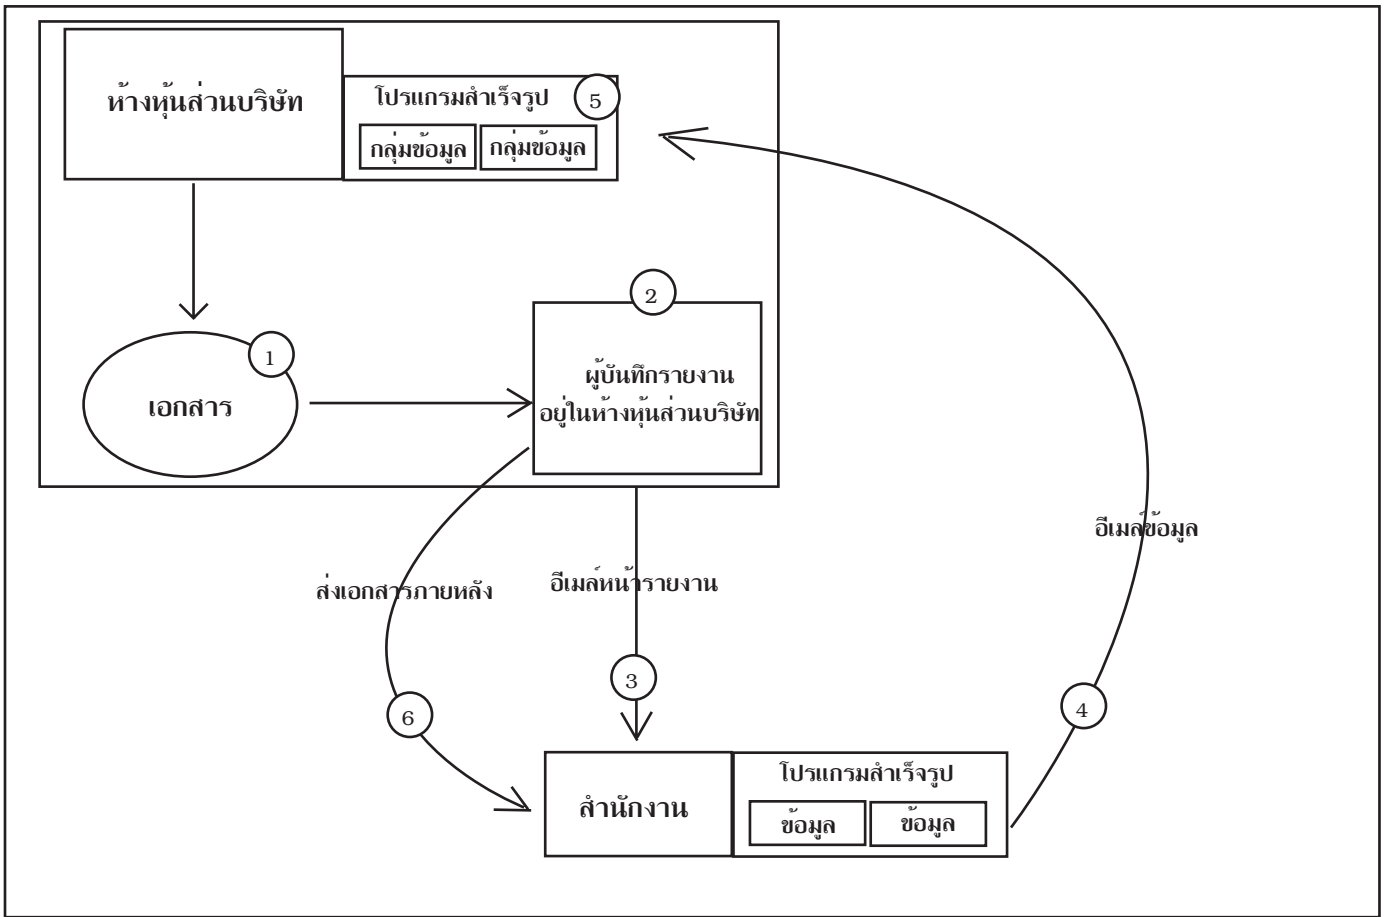 ห้างหุ้นส่วนบริษัท
โปรแกรมสำเร็จรูป
5
กลุ่มข้อมูล
กลุ่มข้อมูล
2
1
เอกสาร
ผู้บันทึกรายงาน
อยู่ในห้างหุ้นส่วนบริษัท
อีเมล์ข้อมูล
ส่งเอกสารภายหลัง
อีเมล์หน้ารายงาน
3
6
4
สำนักงาน
โปรแกรมสำเร็จรูป
ข้อมูล
ข้อมูล